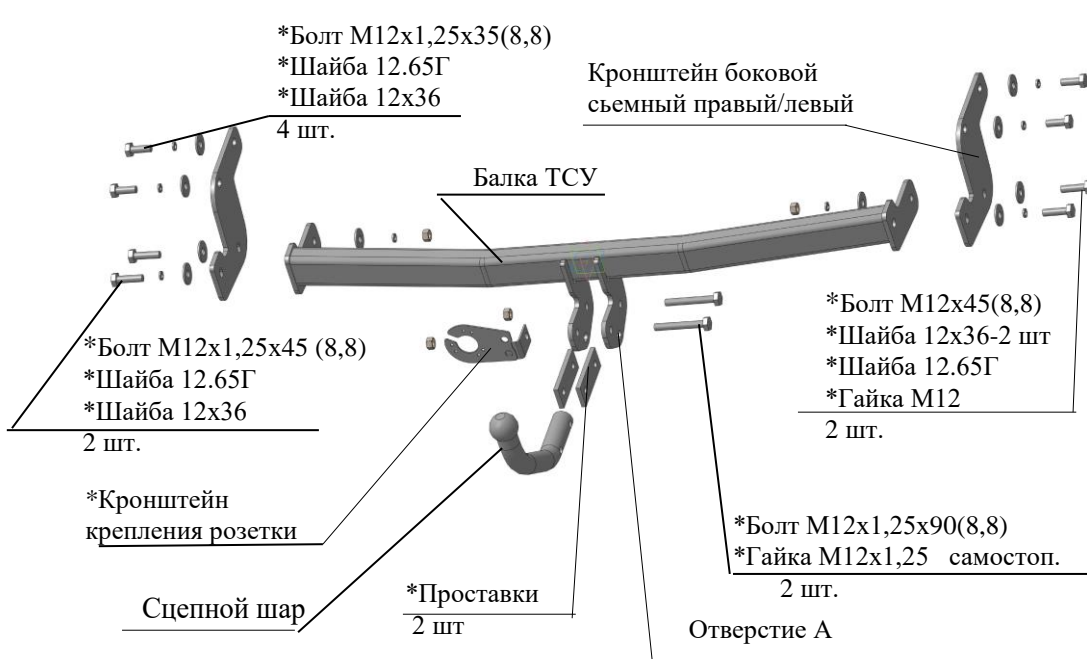 *Болт М12х1,25х35(8,8)
*Шайба 12.65Г
*Шайба 12х36
4 шт.
Кронштейн боковой
сьемный правый/левый
Балка ТСУ
*Болт М12х1,25х45 (8,8)
*Шайба 12.65Г
*Шайба 12х36
2 шт.
*Болт М12х45(8,8)
*Шайба 12х36-2 шт
*Шайба 12.65Г
*Гайка М12
2 шт.
*Кронштейн
крепления розетки
*Болт М12х1,25х90(8,8)
*Гайка М12х1,25 самостоп.
2 шт.
Сцепной шар
*Проставки
2 шт
Отверстие А